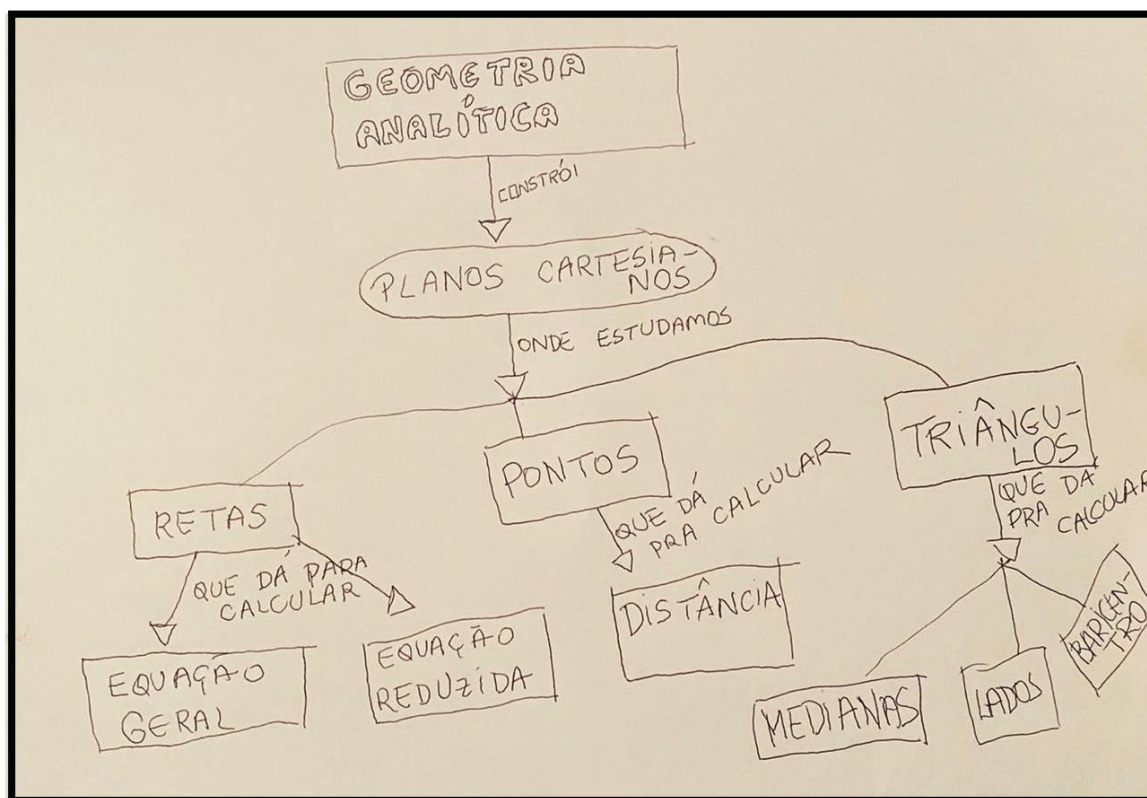 GEOMETRIA
ANALÍTICA
CONSTRÓI
PLANOS CARTESIA-
NOS
ONDE ESTUDAMOS
RETAS
QUE DÁ PARA
CALCULAR
EQUAÇÃO
GERAL
EQUAÇÃO
REDUZIDA
PONTOS
QUE DÁ
PRA CALCULAR
DISTÂNCIA
TRIÂNGU-
LOS
QUE DÁ
PRA CALCULAR
MEDIANAS
LADOS
BARICEN-
TRO